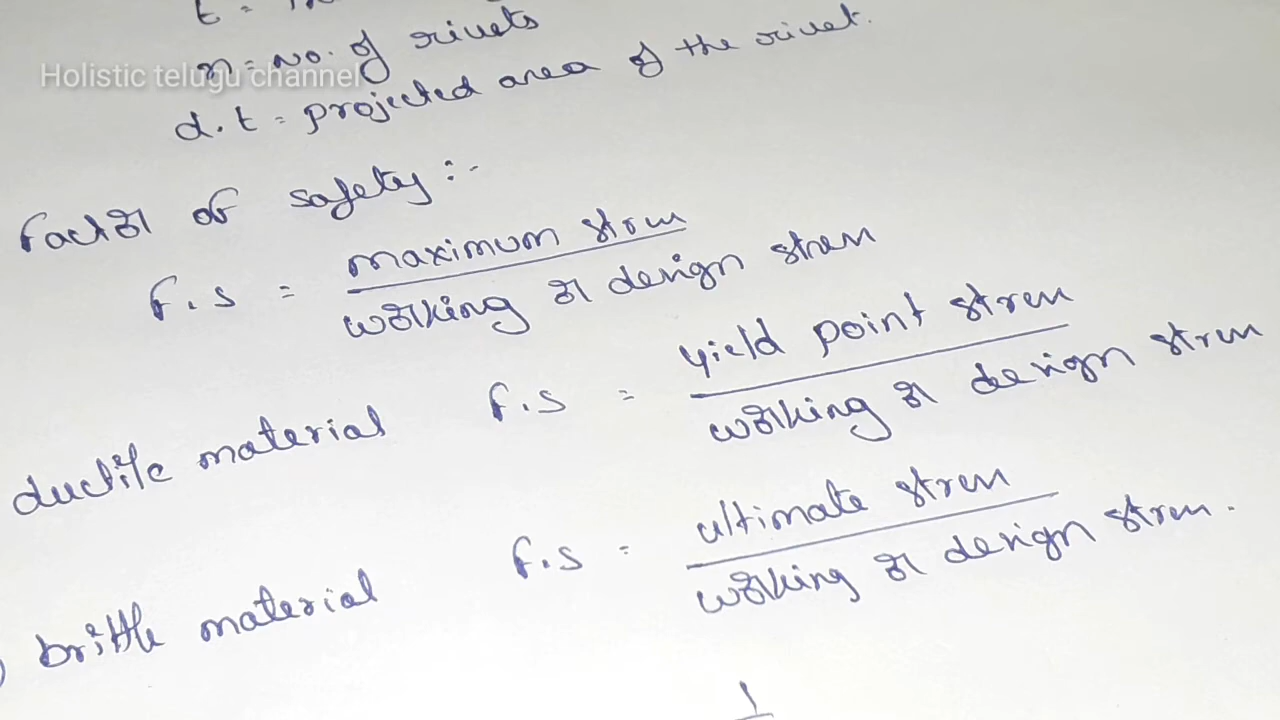 t =
n = no. of rivets
Holistic telugu channel
d.t = projected area of the rivet.
Factor of safety :-
F.S = maximum stress
working or design stress
ductile material F.S = yield point stress
working or design stress
brittle material F.S = ultimate stress
working or design stress.